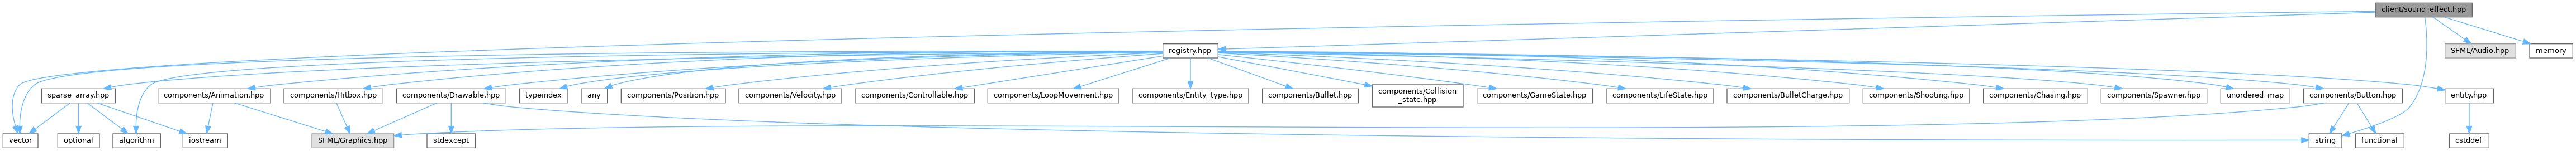 client/sound_effect.hpp
registry.hpp
SFML/Audio.hpp
memory
sparse_array.hpp
components/Animation.hpp
components/Hitbox.hpp
components/Drawable.hpp
typeindex
any
components/Position.hpp
components/Velocity.hpp
components/Controllable.hpp
components/LoopMovement.hpp
components/Entity_type.hpp
components/Bullet.hpp
components/Collision
_state.hpp
components/GameState.hpp
components/LifeState.hpp
components/BulletCharge.hpp
components/Shooting.hpp
components/Chasing.hpp
components/Spawner.hpp
unordered_map
components/Button.hpp
entity.hpp
vector
optional
algorithm
iostream
SFML/Graphics.hpp
stdexcept
string
functional
cstddef